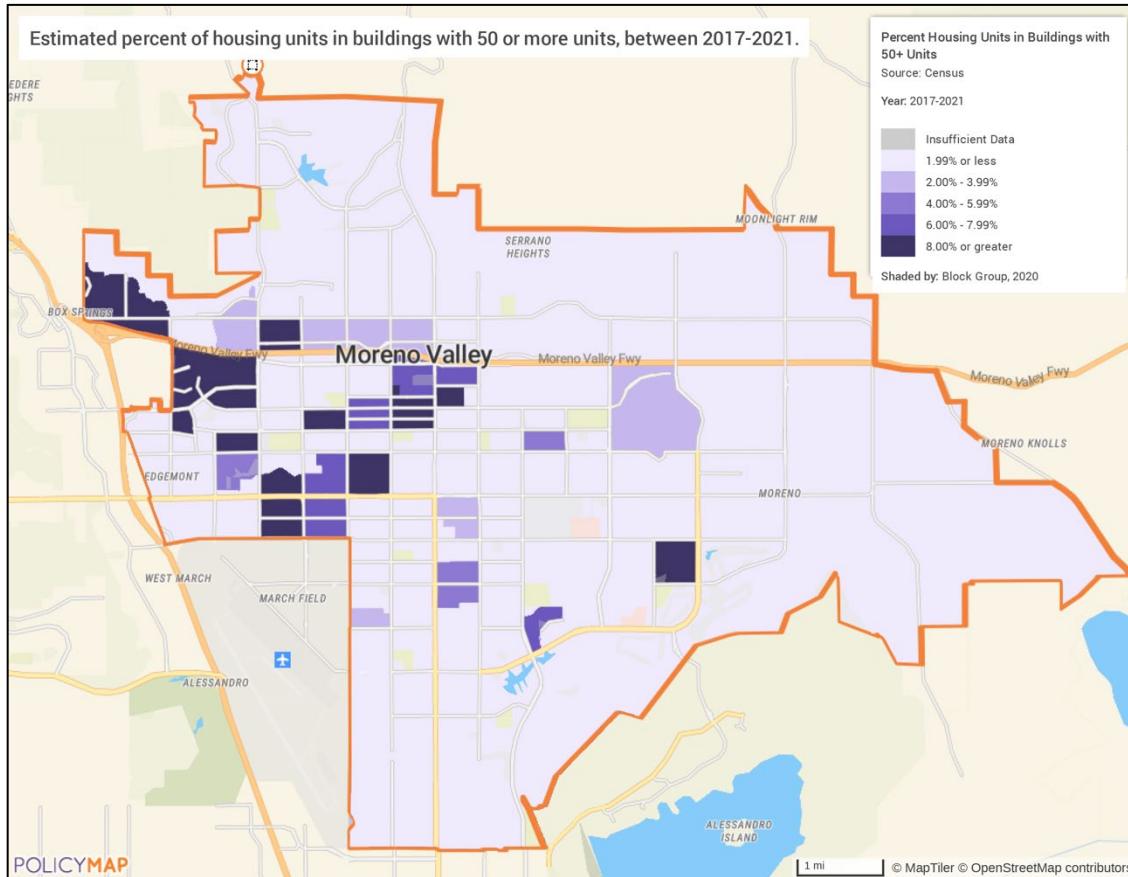 Estimated percent of housing units in buildings with 50 or more units, between 2017-2021.
Percent Housing Units in Buildings with
50+ Units
Source: Census
Year: 2017-2021
Insufficient Data
1.99% or less
2.00% - 3.99%
4.00% - 5.99%
6.00% - 7.99%
8.00% or greater
Shaded by: Block Group, 2020
EDERE
GHTS
MOONLIGHT RIM
SERRANO
HEIGHTS
BOX SPRINGS
Moreno Valley Fwy
Moreno Valley
Moreno Valley Fwy
Moreno Valley Fwy
MORENO KNOLLS
EDGEMONT
MORENO
WEST MARCH
MARCH FIELD
ALESSANDRO
ALESSANDRO
ISLAND
POLICYMAP
1 mi
© MapTiler © OpenStreetMap contributors